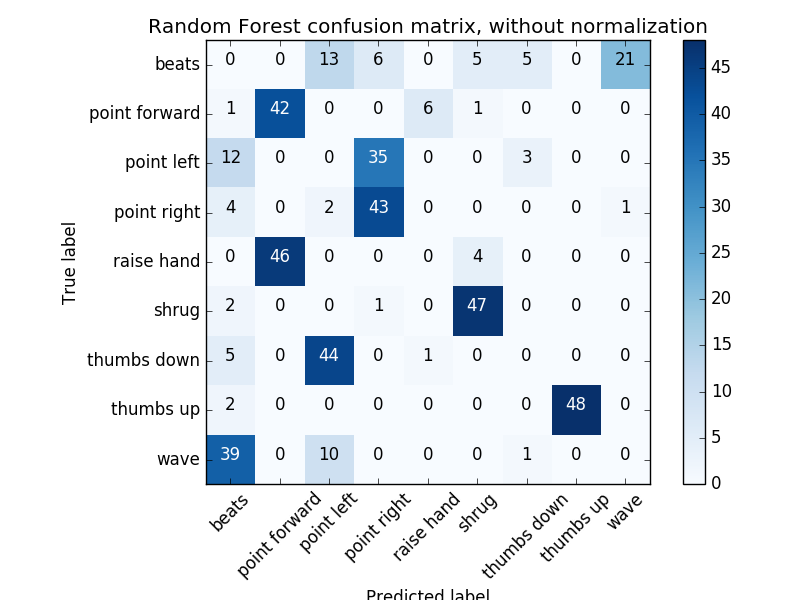 Random Forest confusion matrix, without normalization
beats 0 0 13 6 0 5 5 0 21
point forward 1 42 0 0 6 1 0 0 0
point left 12 0 0 35 0 0 3 0 0
point right 4 0 2 43 0 0 0 0 1
raise hand 0 46 0 0 0 4 0 0 0
shrug 2 0 0 1 0 47 0 0 0
thumbs down 5 0 44 0 1 0 0 0 0
thumbs up 2 0 0 0 0 0 0 48 0
wave 39 0 10 0 0 0 1 0 0
True label
beats point forward point left point right raise hand shrug thumbs down thumbs up wave
Predicted label
45
40
35
30
25
20
15
10
5
0